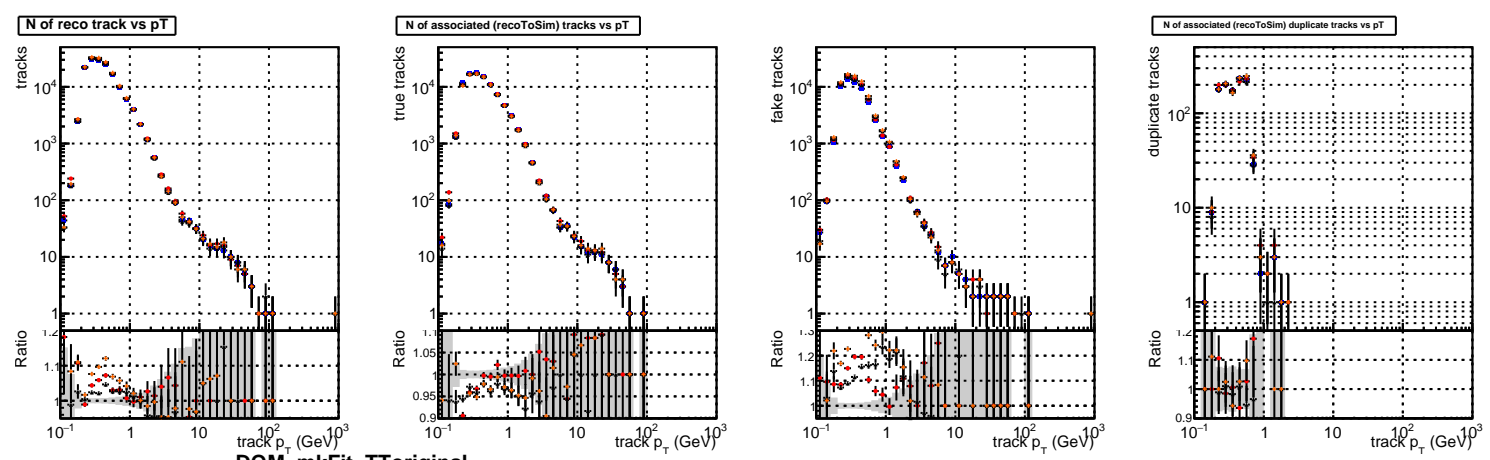 N of reco track vs pT
N of associated (recoToSim) tracks vs pT
N of associated (recoToSim) duplicate tracks vs pT
tracks
10^4
10^3
10^2
10
1
Ratio
1.2
1.1
1
10^-1 1 10 10^2 10^3
track p_T (GeV)
true tracks
10^4
10^3
10^2
10
1
Ratio
1.1
1.05
1
0.95
0.9
10^-1 1 10 10^2 10^3
track p_T (GeV)
fake tracks
10^4
10^3
10^2
10
1
Ratio
1.3
1.2
1.1
1
10^-1 1 10 10^2 10^3
track p_T (GeV)
duplicate tracks
10^2
10
1
Ratio
1.2
1.1
1
0.9
10^-1 1 10 10^2 10^3
track p_T (GeV)